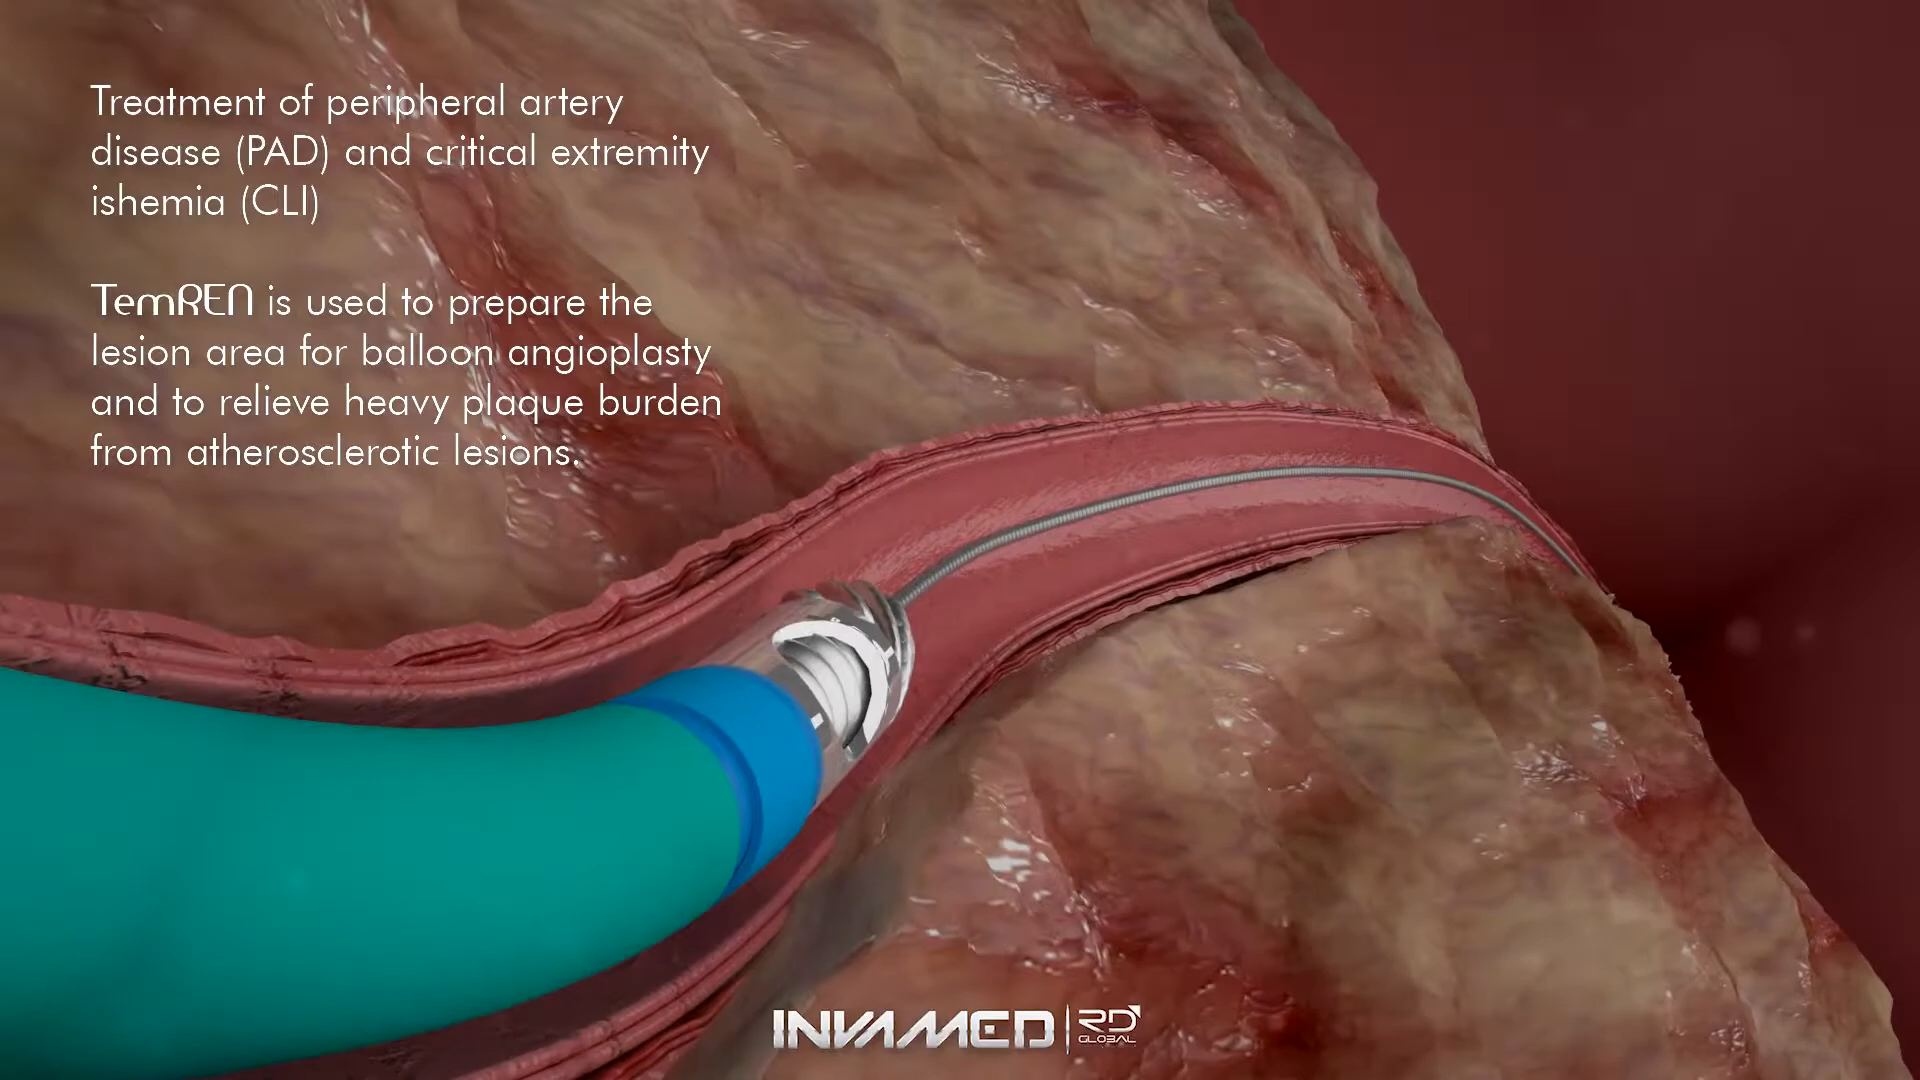 Treatment of peripheral artery
disease (PAD) and critical extremity
ishemia (CLI)
TemREN is used to prepare the
lesion area for balloon angioplasty
and to relieve heavy plaque burden
from atherosclerotic lesions.
INVAMED RD
GLOBAL